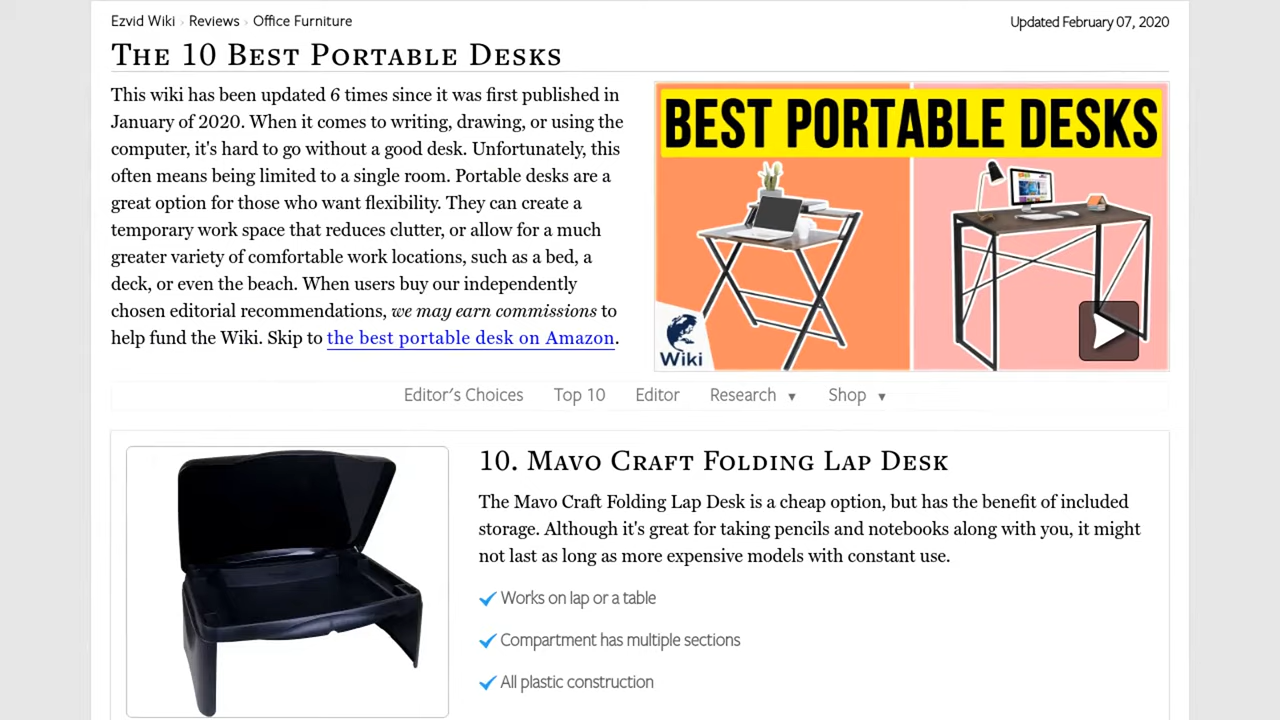 Ezvid Wiki › Reviews › Office Furniture
Updated February 07, 2020
The 10 Best Portable Desks
This wiki has been updated 6 times since it was first published in
January of 2020. When it comes to writing, drawing, or using the
computer, it's hard to go without a good desk. Unfortunately, this
often means being limited to a single room. Portable desks are a
great option for those who want flexibility. They can create a
temporary work space that reduces clutter, or allow for a much
greater variety of comfortable work locations, such as a bed, a
deck, or even the beach. When users buy our independently
chosen editorial recommendations, we may earn commissions to
help fund the Wiki. Skip to the best portable desk on Amazon.
BEST PORTABLE DESKS
Wiki
Editor's Choices Top 10 Editor Research ▼ Shop ▼
10. Mavo Craft Folding Lap Desk
The Mavo Craft Folding Lap Desk is a cheap option, but has the benefit of included
storage. Although it's great for taking pencils and notebooks along with you, it might
not last as long as more expensive models with constant use.
Works on lap or a table
Compartment has multiple sections
All plastic construction